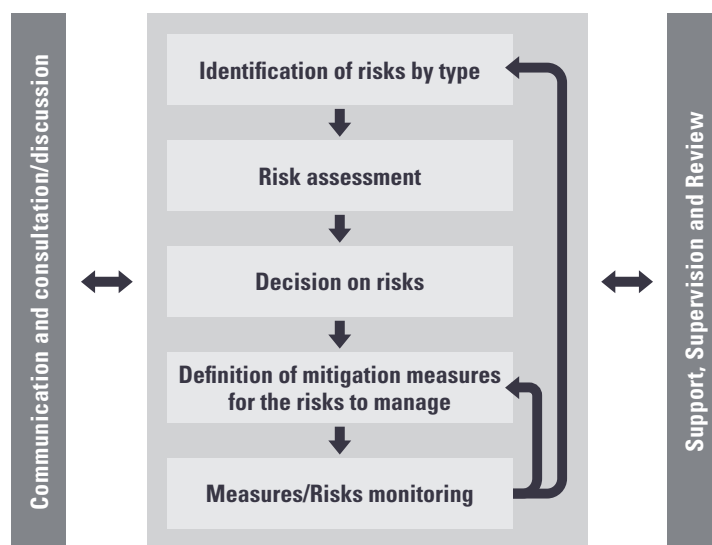 Communication and consultation/discussion
Identification of risks by type
Risk assessment
Decision on risks
Definition of mitigation measures
for the risks to manage
Measures/Risks monitoring
Support, Supervision and Review